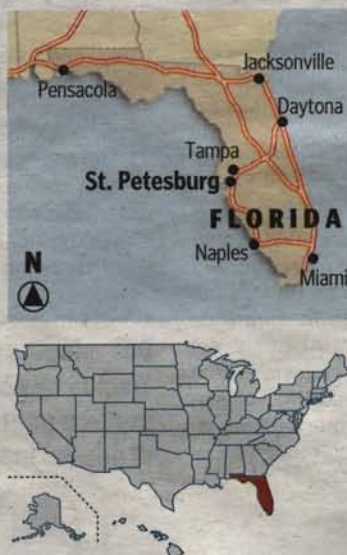 Jacksonville
Pensacola
Daytona
Tampa
St. Petesburg
FLORIDA
Naples
N
Miami